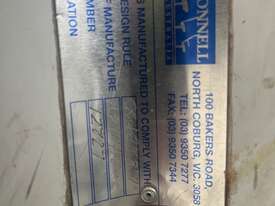 ONNELL
100 BAKERS ROAD,
NORTH COBURG, VIC. 3058
TEL: (03) 9350 7277
FAX: (03) 9350 7344
MANUFACTURED TO COMPLY WITH
ESIGN RULE
MANUFACTURE
MBER
ATION